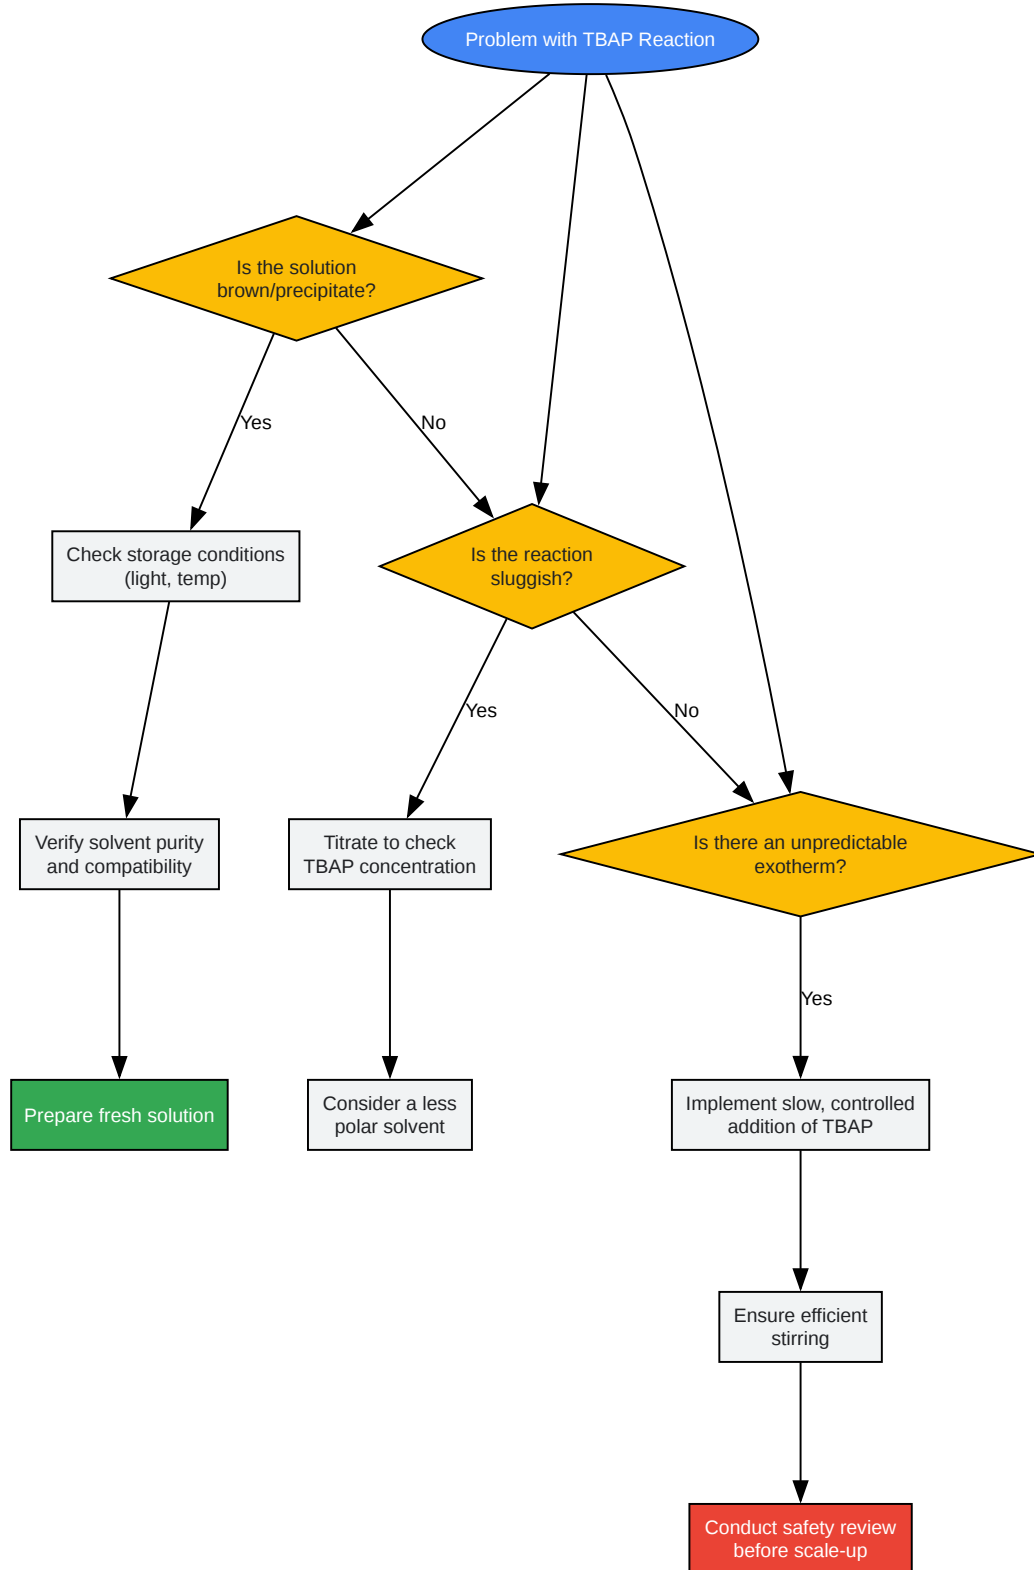 Problem with TBAP Reaction
Is the solution
brown/precipitate?
Yes
No
Check storage conditions
(light, temp)
Is the reaction
sluggish?
Yes
No
Verify solvent purity
and compatibility
Titrate to check
TBAP concentration
Is there an unpredictable
exotherm?
Yes
Prepare fresh solution
Consider a less
polar solvent
Implement slow, controlled
addition of TBAP
Ensure efficient
stirring
Conduct safety review
before scale-up